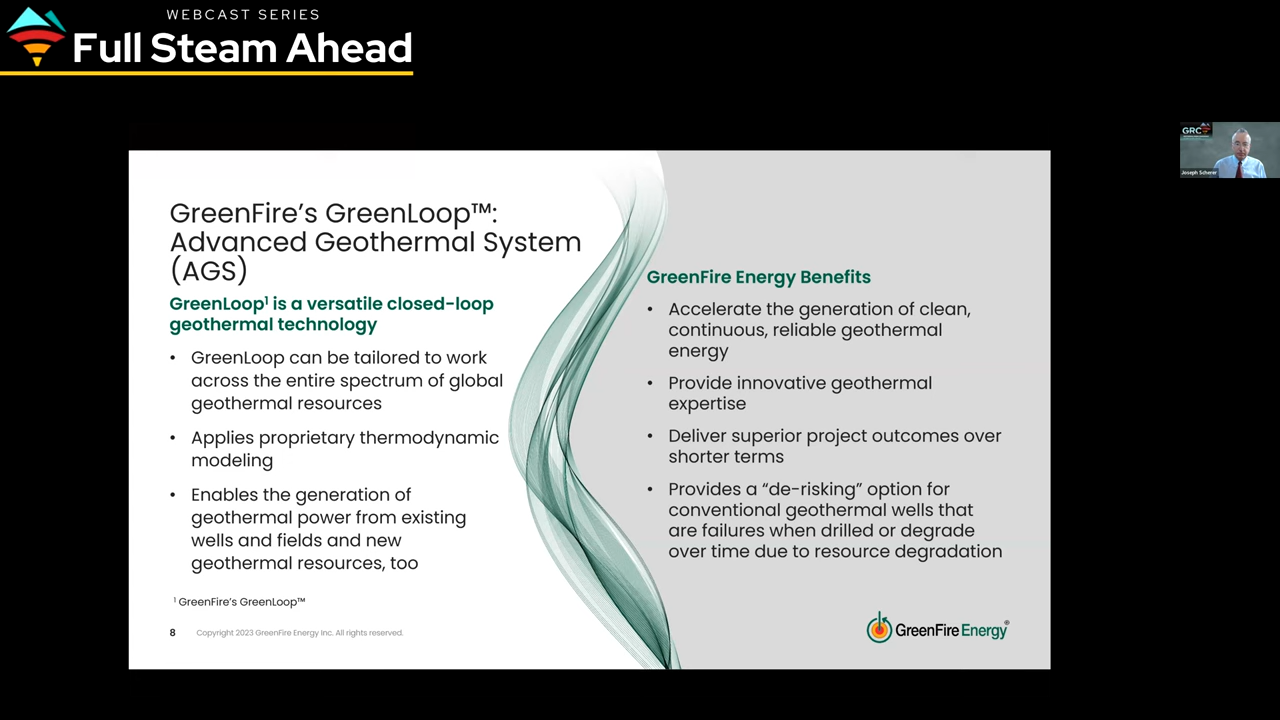 WEBCAST SERIES
Full Steam Ahead
GRC
Joseph Scherer
GreenFire's GreenLoop™:
Advanced Geothermal System
(AGS)
GreenLoop¹ is a versatile closed-loop
geothermal technology
• GreenLoop can be tailored to work
across the entire spectrum of global
geothermal resources
• Applies proprietary thermodynamic
modeling
• Enables the generation of
geothermal power from existing
wells and fields and new
geothermal resources, too
¹ GreenFire's GreenLoop™
8 Copyright 2023 GreenFire Energy Inc. All rights reserved.
GreenFire Energy Benefits
• Accelerate the generation of clean,
continuous, reliable geothermal
energy
• Provide innovative geothermal
expertise
• Deliver superior project outcomes over
shorter terms
• Provides a “de-risking” option for
conventional geothermal wells that
are failures when drilled or degrade
over time due to resource degradation
GreenFire Energy®